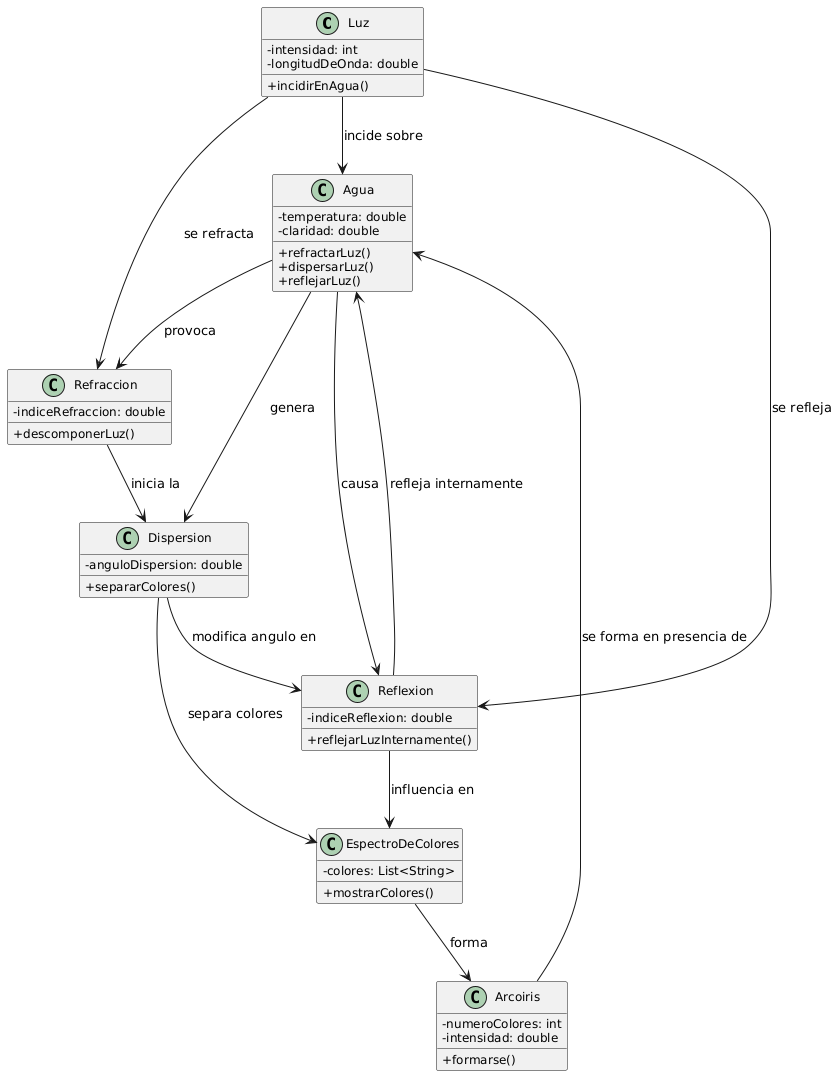 C Luz
-intensidad: int
-longitudDeOnda: double
+incidirEnAgua()
incide sobre
C Agua
-temperatura: double
-claridad: double
+refractarLuz()
+dispersarLuz()
+reflejarLuz()
se refracta
provoca
C Refraccion
-indiceRefraccion: double
+descomponerLuz()
genera
se refleja
inicia la
causa
refleja internamente
C Dispersion
-anguloDispersion: double
+separarColores()
modifica angulo en
se forma en presencia de
C Reflexion
-indiceReflexion: double
+reflejarLuzInternamente()
separa colores
influencia en
C EspectroDeColores
-colores: List<String>
+mostrarColores()
forma
C Arcoiris
-numeroColores: int
-intensidad: double
+formarse()